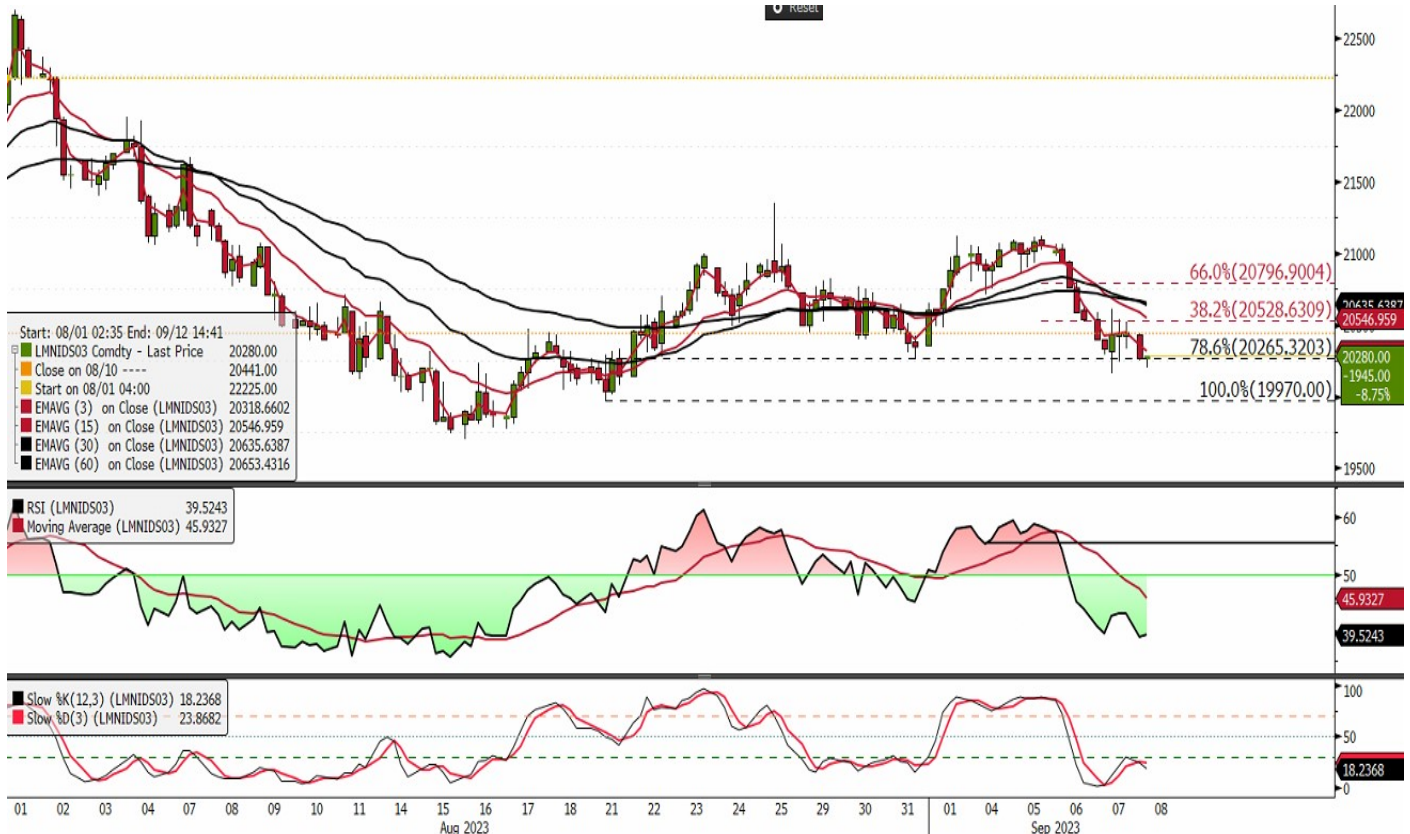 Reset
22500
22000
21500
21000
66.0%(20796.9004)
20635.6387
38.2%(20528.6309)
20546.959
78.6%(20265.3203)
20280.00
-1945.00
-8.75%
100.0%(19970.00)
19500
Start: 08/01 02:35 End: 09/12 14:41
LMNIDS03 Comdty - Last Price 20280.00
Close on 08/10 ---- 20441.00
Start on 08/01 04:00 22225.00
EMAVG (3) on Close (LMNIDS03) 20318.6602
EMAVG (15) on Close (LMNIDS03) 20546.959
EMAVG (30) on Close (LMNIDS03) 20635.6387
EMAVG (60) on Close (LMNIDS03) 20653.4316
RSI (LMNIDS03) 39.5243
Moving Average (LMNIDS03) 45.9327
60
50
45.9327
39.5243
Slow %K(12,3) (LMNIDS03) 18.2368
Slow %D(3) (LMNIDS03) 23.8682
100
50
18.2368
0
01 02 03 04 07 08 09 10 11 14 15 16 17 18 21 22 23 24 25 29 30 31 01 04 05 06 07 08
Aug 2023 Sep 2023